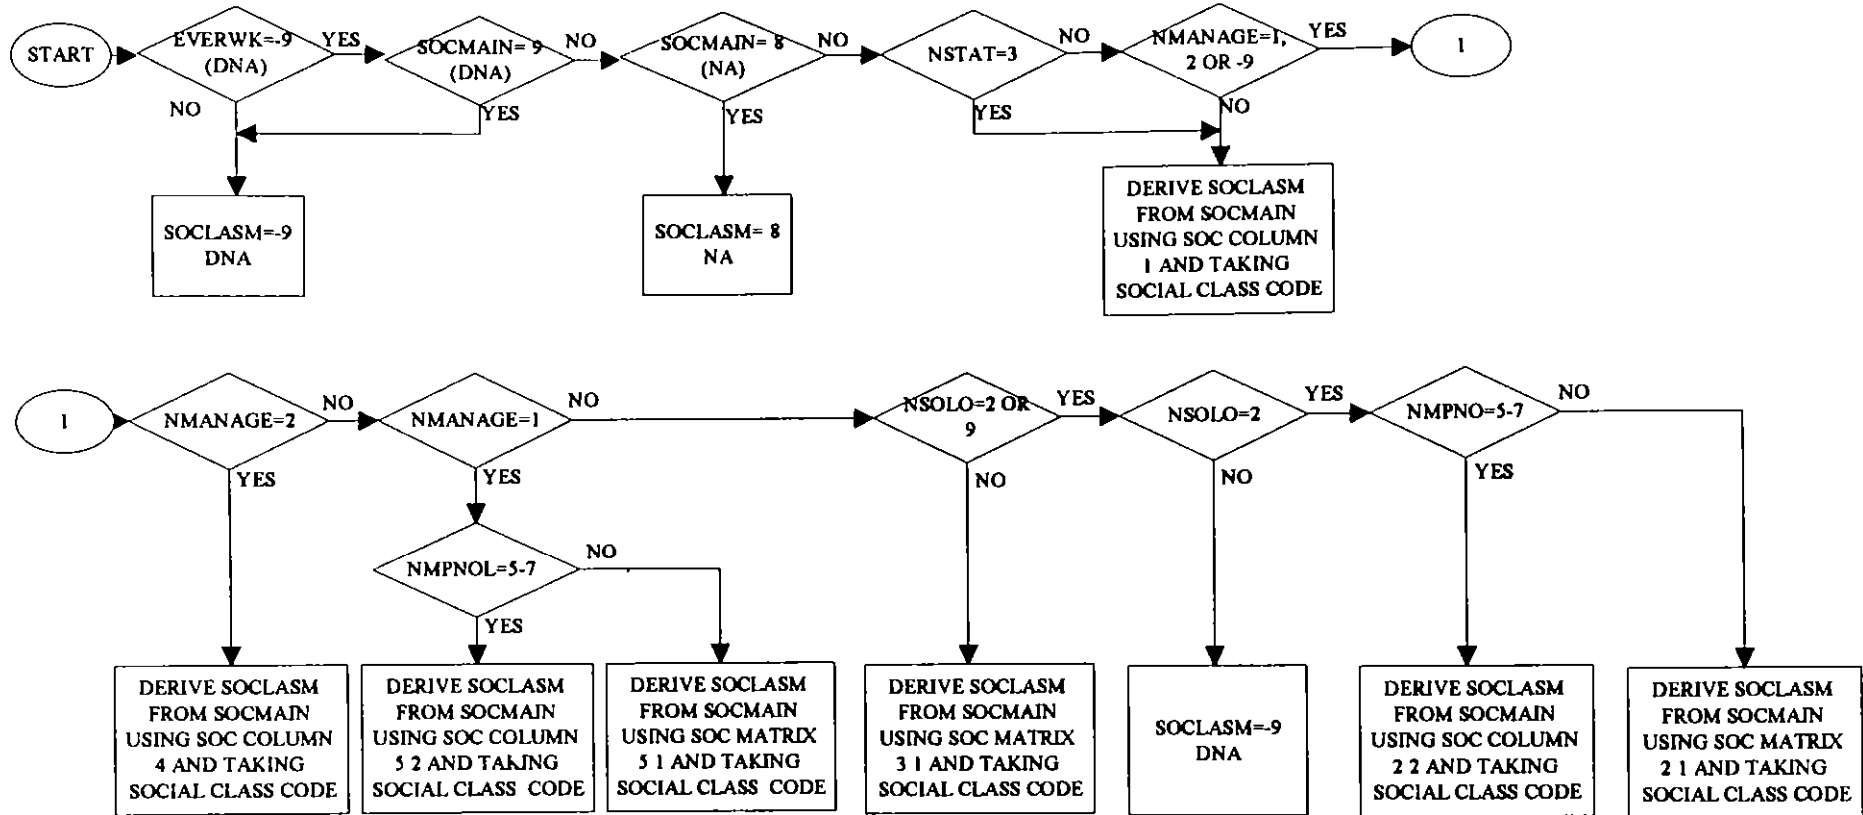 START
EVERWK=-9
(DNA)
YES
NO
SOCMAIN= 9
(DNA)
NO
YES
SOCMAIN= 8
(NA)
NO
YES
NSTAT=3
NO
YES
NMANAGE=1,
2 OR -9
YES
NO
1
SOCLASM=-9
DNA
SOCLASM= 8
NA
DERIVE SOCLASM
FROM SOCMAIN
USING SOC COLUMN
1 AND TAKING
SOCIAL CLASS CODE
1
NMANAGE=2
NO
YES
NMANAGE=1
NO
YES
NSOLO=2 OR
9
YES
NO
NSOLO=2
YES
NO
NMPNO=5-7
NO
YES
NMPNOL=5-7
NO
YES
DERIVE SOCLASM
FROM SOCMAIN
USING SOC COLUMN
4 AND TAKING
SOCIAL CLASS CODE
DERIVE SOCLASM
FROM SOCMAIN
USING SOC COLUMN
5 2 AND TAKING
SOCIAL CLASS CODE
DERIVE SOCLASM
FROM SOCMAIN
USING SOC MATRIX
5 1 AND TAKING
SOCIAL CLASS CODE
DERIVE SOCLASM
FROM SOCMAIN
USING SOC MATRIX
3 1 AND TAKING
SOCIAL CLASS CODE
SOCLASM=-9
DNA
DERIVE SOCLASM
FROM SOCMAIN
USING SOC COLUMN
2 2 AND TAKING
SOCIAL CLASS CODE
DERIVE SOCLASM
FROM SOCMAIN
USING SOC MATRIX
2 1 AND TAKING
SOCIAL CLASS CODE